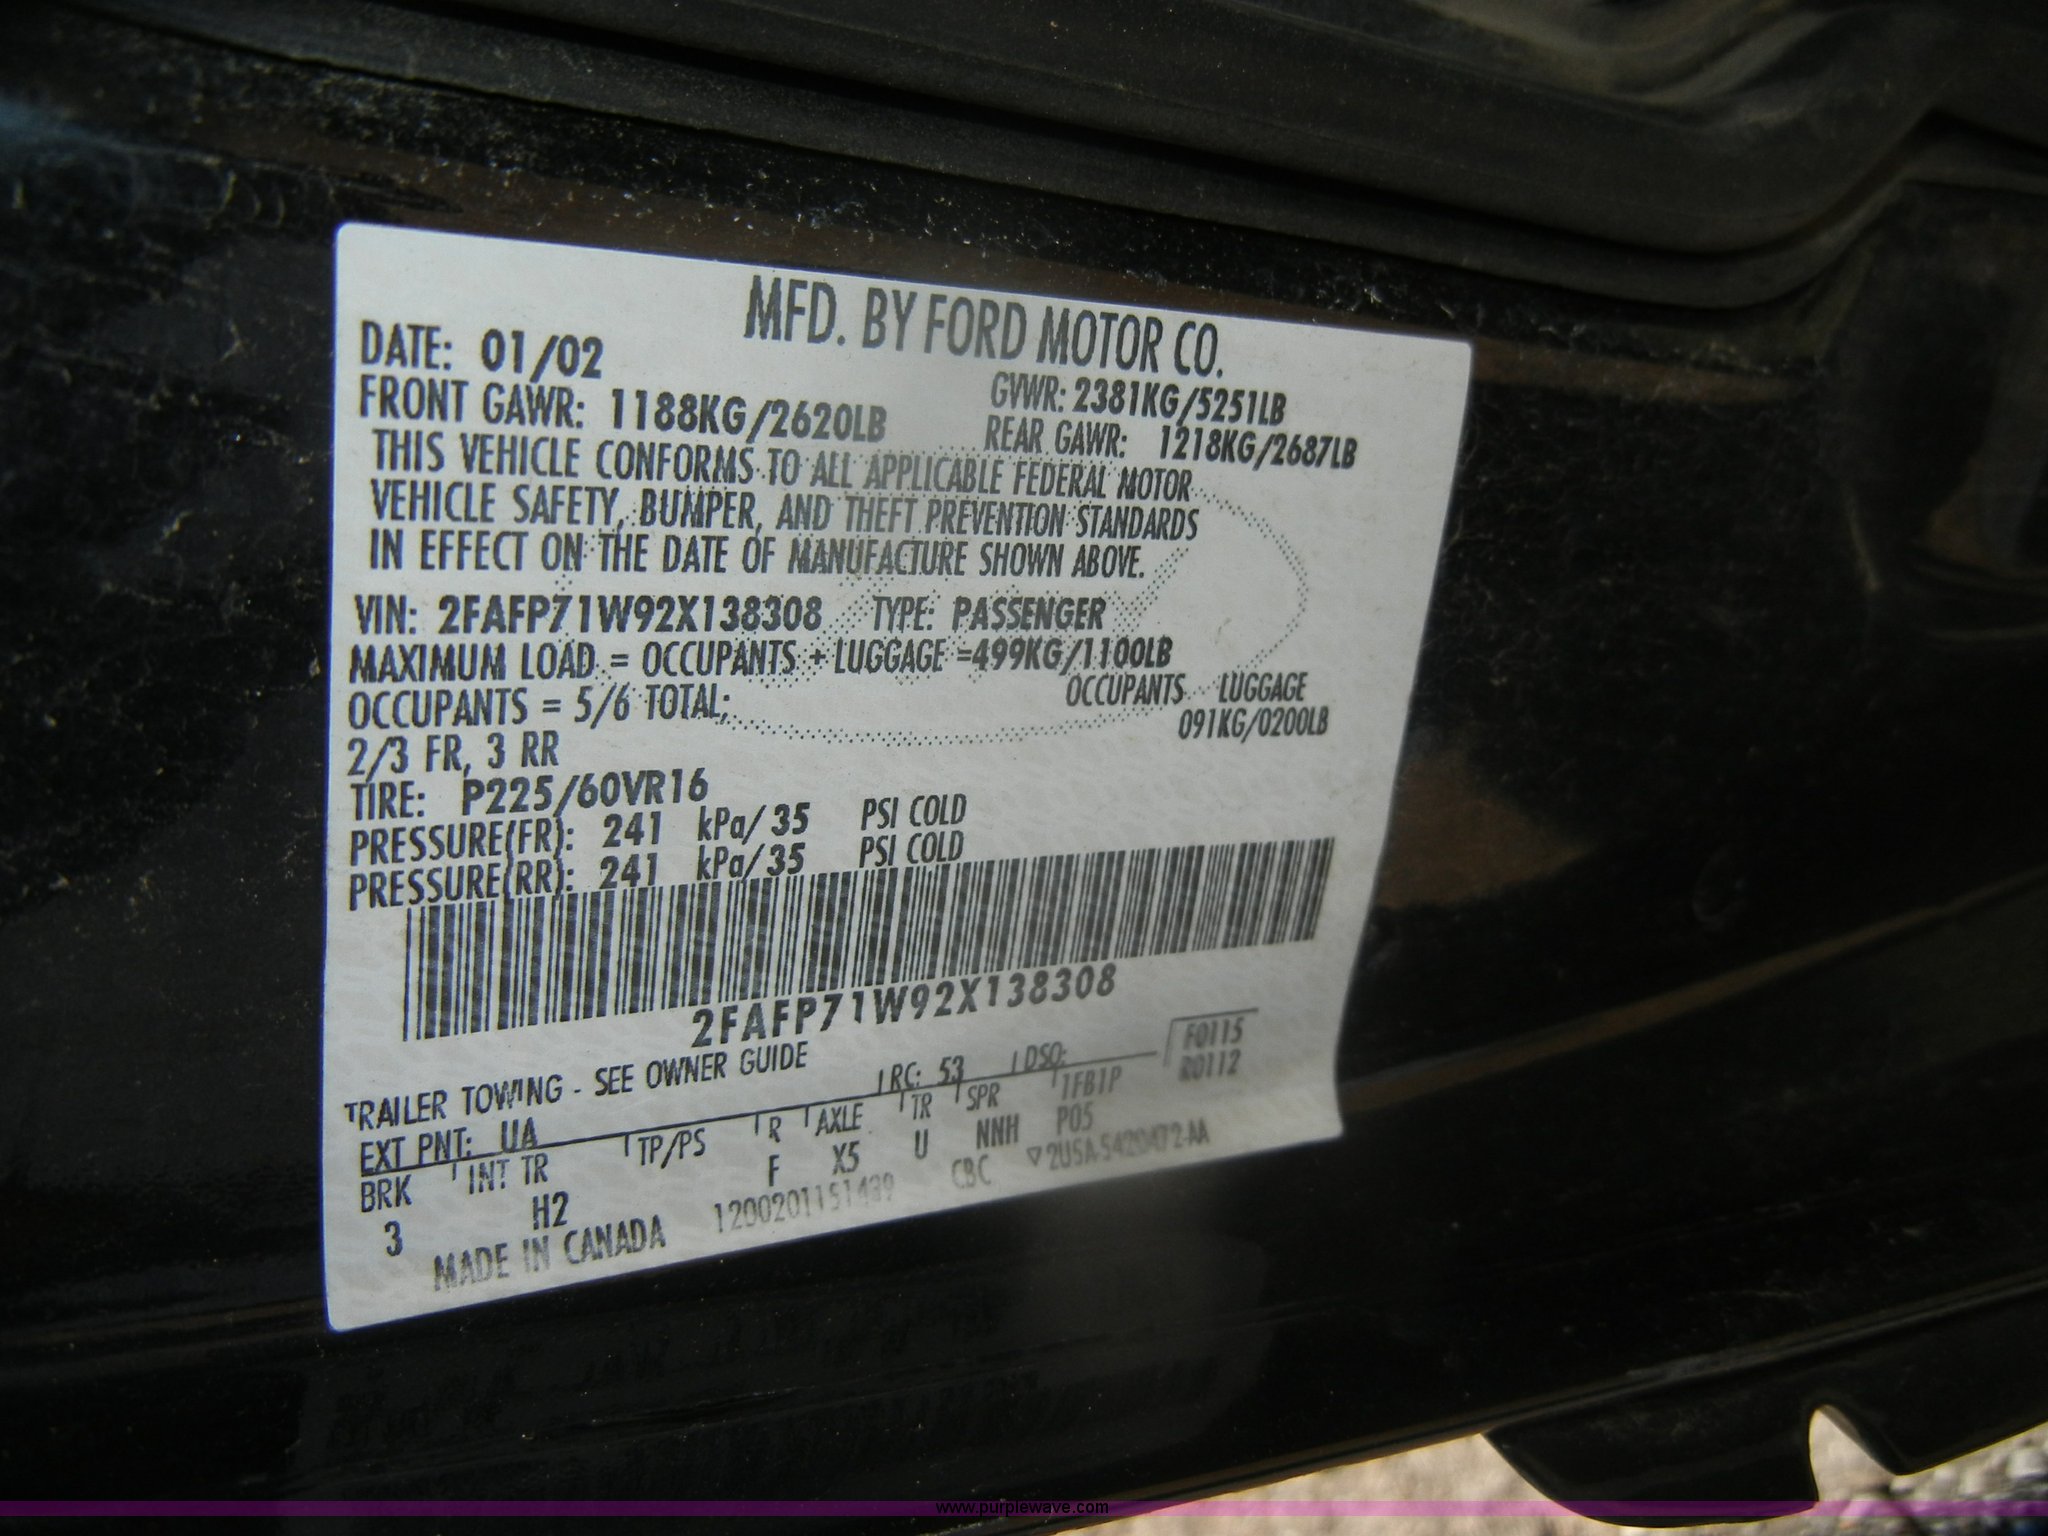 MFD. BY FORD MOTOR CO.
DATE: 01/02 GVWR: 2381KG/5251LB
FRONT GAWR: 1188KG/2620LB REAR GAWR: 1218KG/2687LB
THIS VEHICLE CONFORMS TO ALL APPLICABLE FEDERAL MOTOR
VEHICLE SAFETY, BUMPER, AND THEFT PREVENTION STANDARDS
IN EFFECT ON THE DATE OF MANUFACTURE SHOWN ABOVE.
VIN: 2FAFP71W92X138308 TYPE: PASSENGER
MAXIMUM LOAD = OCCUPANTS + LUGGAGE =499KG/1100LB
OCCUPANTS = 5/6 TOTAL; OCCUPANTS LUGGAGE
2/3 FR, 3 RR 091KG/0200LB
TIRE: P225/60VR16
PRESSURE(FR): 241 kPa/35 PSI COLD
PRESSURE(RR): 241 kPa/35 PSI COLD
2FAFP71W92X138308
TRAILER TOWING - SEE OWNER GUIDE F0115
EXT PNT: UA RC: 53 DSO: R0112
BRK INT TR TP/PS R AXLE TR SPR 1FB1P
3 H2 F X5 U NNH P05
MADE IN CANADA 1200201151439 CBC 2U5A-5420472-AA
www.purplewave.com